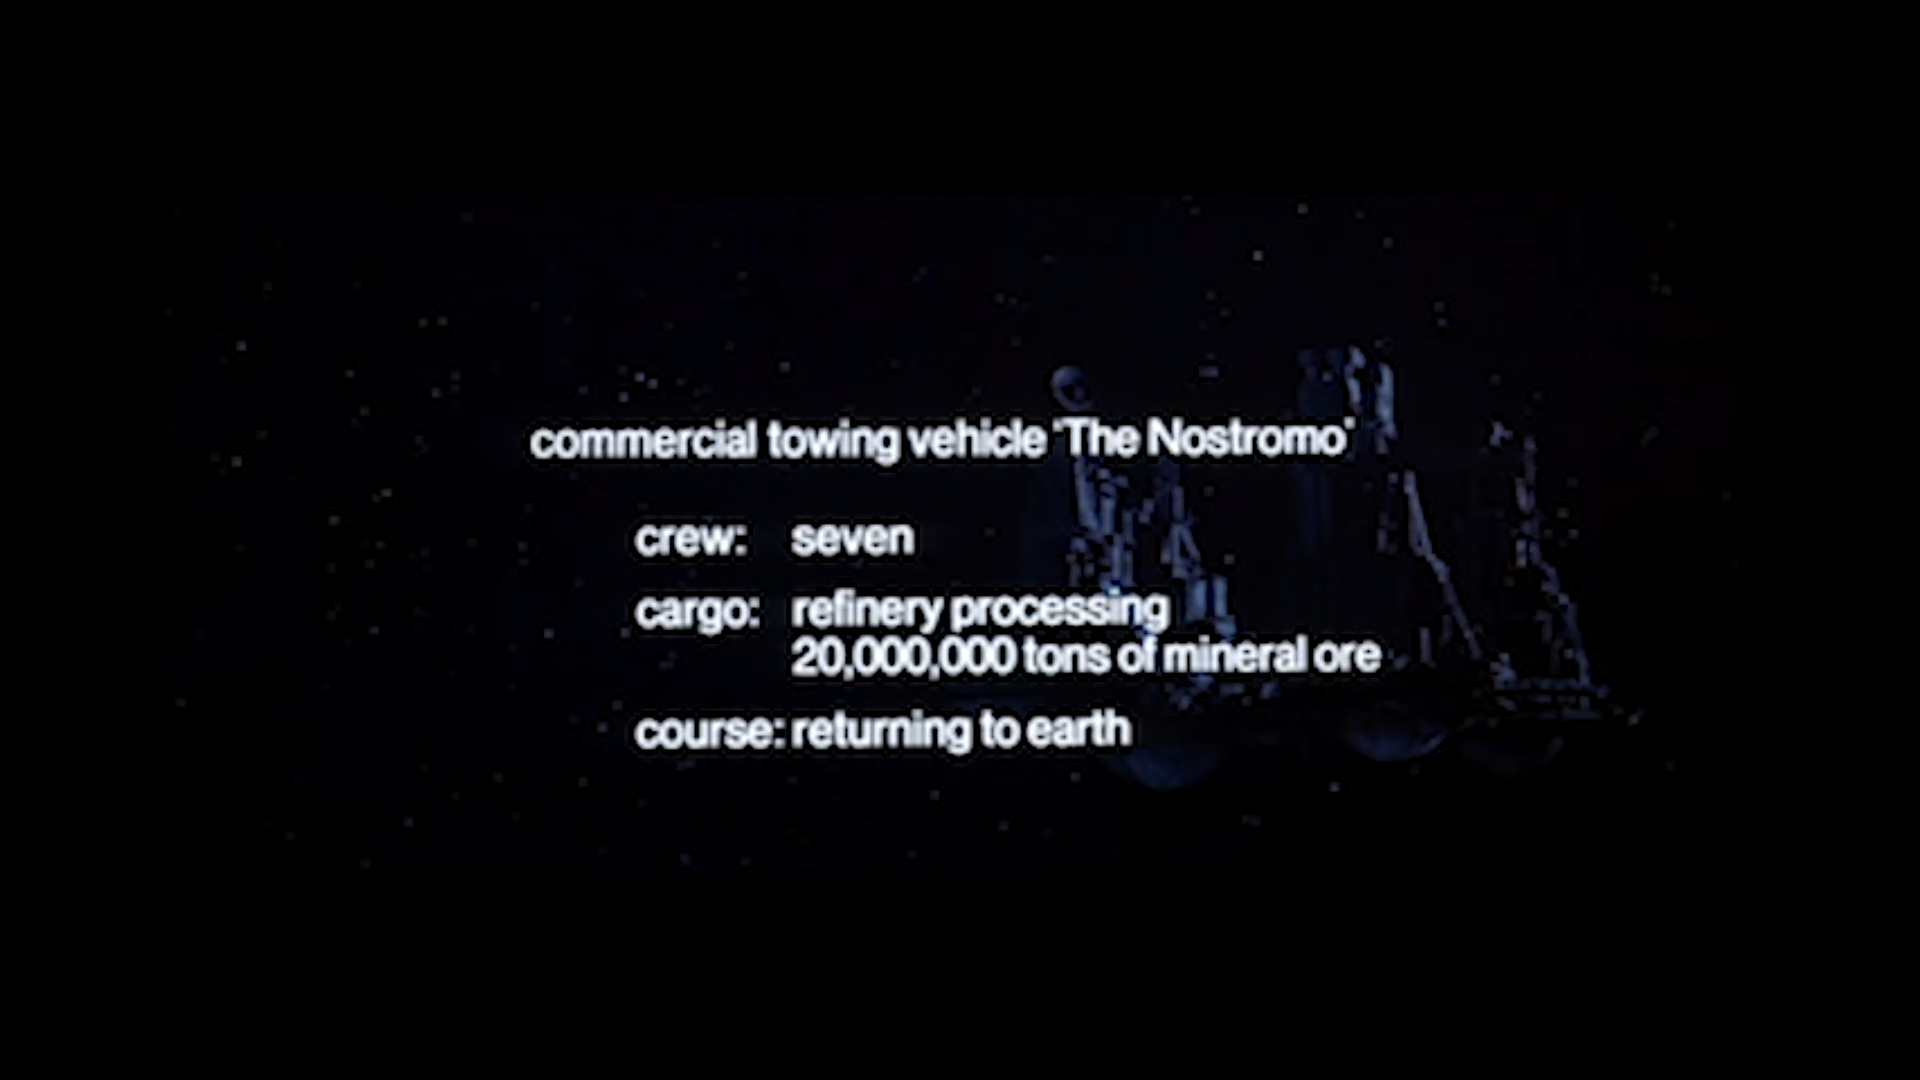 commercial towing vehicle 'The Nostromo'
crew: seven
cargo: refinery processing
20,000,000 tons of mineral ore
course: returning to earth